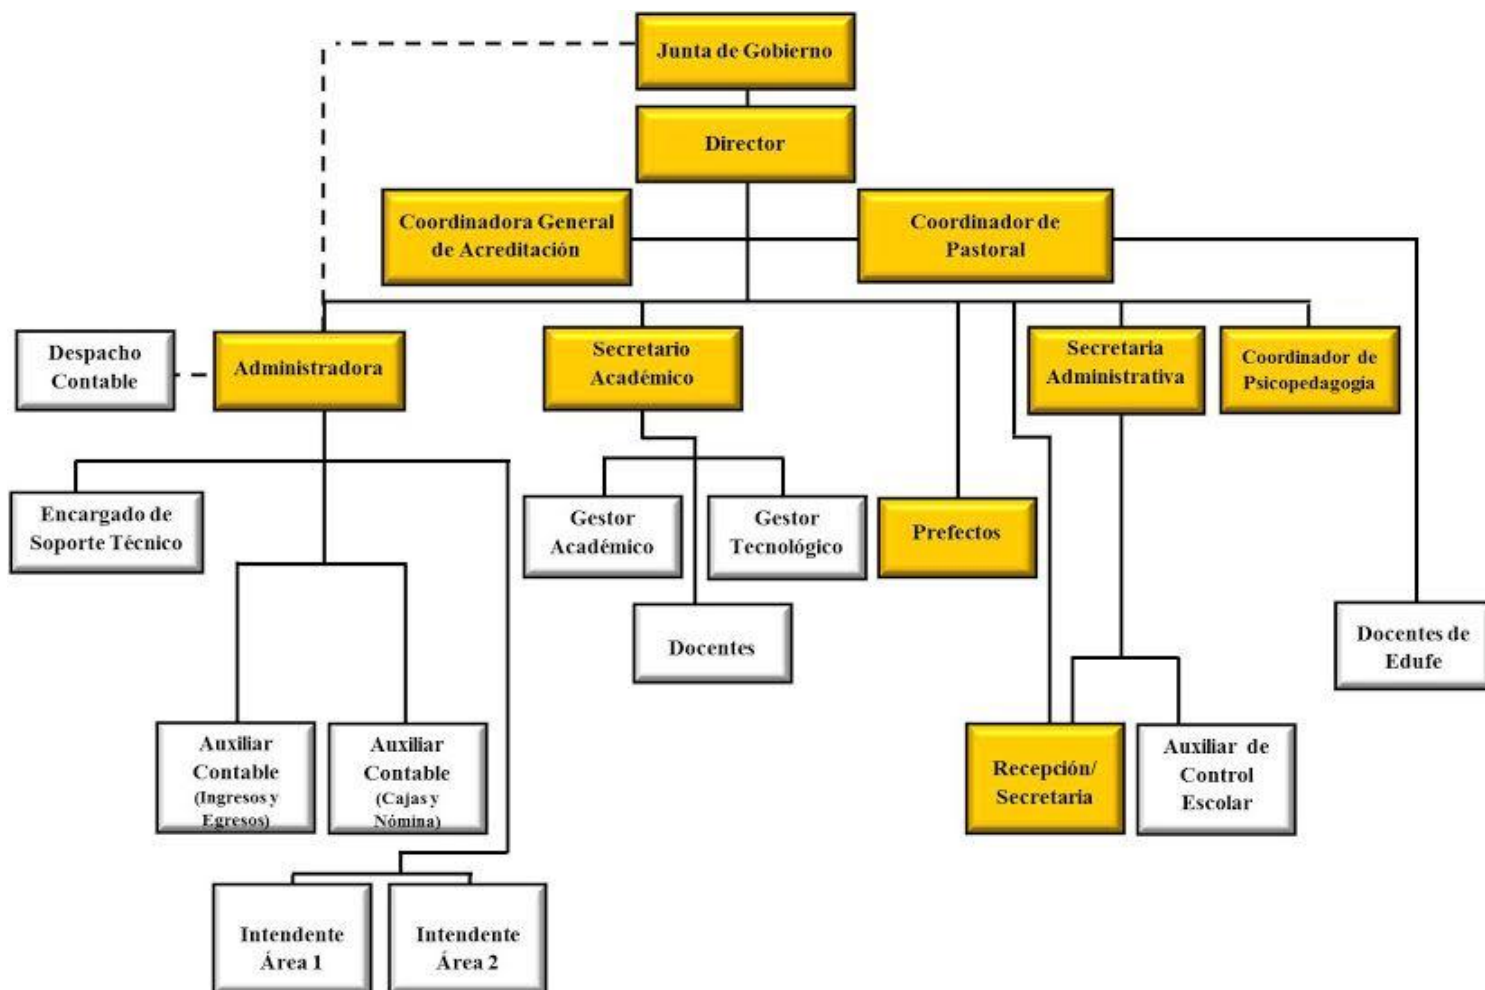 Junta de Gobierno
Director
Coordinadora General
de Acreditación
Coordinador de
Pastoral
Despacho
Contable
Administradora
Secretario
Académico
Secretaria
Administrativa
Coordinador de
Psicopedagogía
Encargado de
Soporte Técnico
Gestor
Académico
Gestor
Tecnológico
Prefectos
Docentes
Docentes de
Edufe
Auxiliar
Contable
(Ingresos y
Egresos)
Auxiliar
Contable
(Cajas y
Nómina)
Recepción/
Secretaria
Auxiliar de
Control
Escolar
Intendente
Área 1
Intendente
Área 2